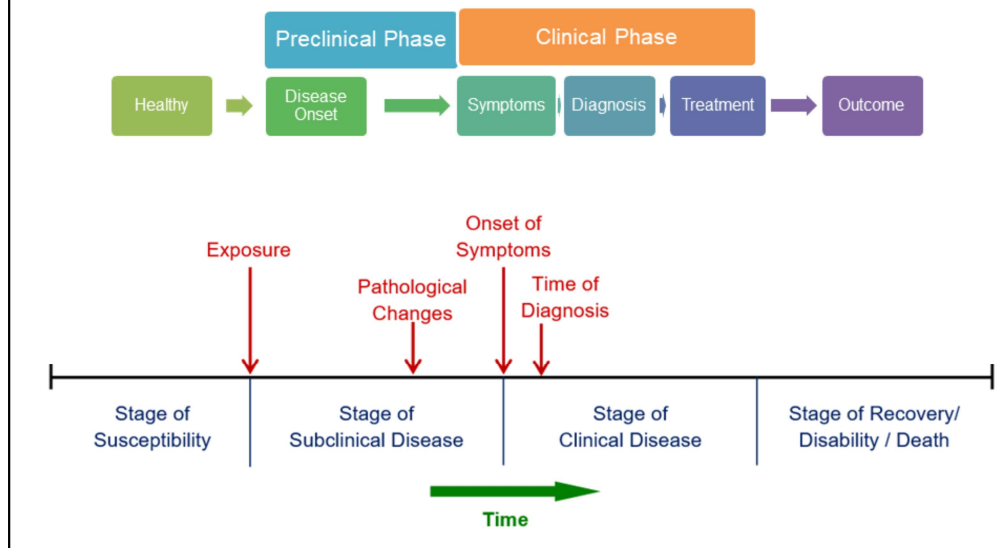 Preclinical Phase
Clinical Phase
Healthy
Disease
Onset
Symptoms
Diagnosis
Treatment
Outcome
Exposure
Pathological
Changes
Onset of
Symptoms
Time of
Diagnosis
Stage of
Susceptibility
Stage of
Subclinical Disease
Stage of
Clinical Disease
Stage of Recovery/
Disability / Death
Time